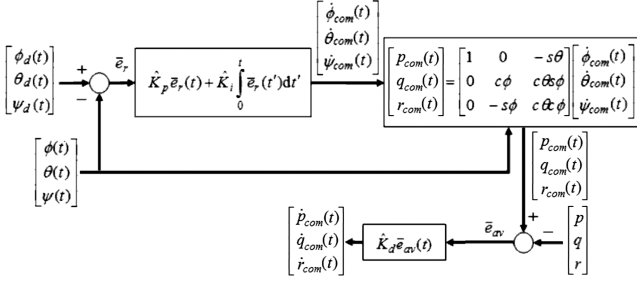 φ_d(t)
θ_d(t)
ψ_d(t)
+
−
ē_r
K̂_p ē_r(t) + K̂_i ∫_0^t ē_r(t′)dt′
φ̇_com(t)
θ̇_com(t)
ψ̇_com(t)
[p_com(t)] = [1 0 −sθ] [φ̇_com(t)]
[q_com(t)] = [0 cφ cθsφ] [θ̇_com(t)]
[r_com(t)] = [0 −sφ cθcφ] [ψ̇_com(t)]
φ(t)
θ(t)
ψ(t)
p_com(t)
q_com(t)
r_com(t)
ṗ_com(t)
q̇_com(t)
ṙ_com(t)
K̂_d ē_av(t)
ē_av
+
−
p
q
r